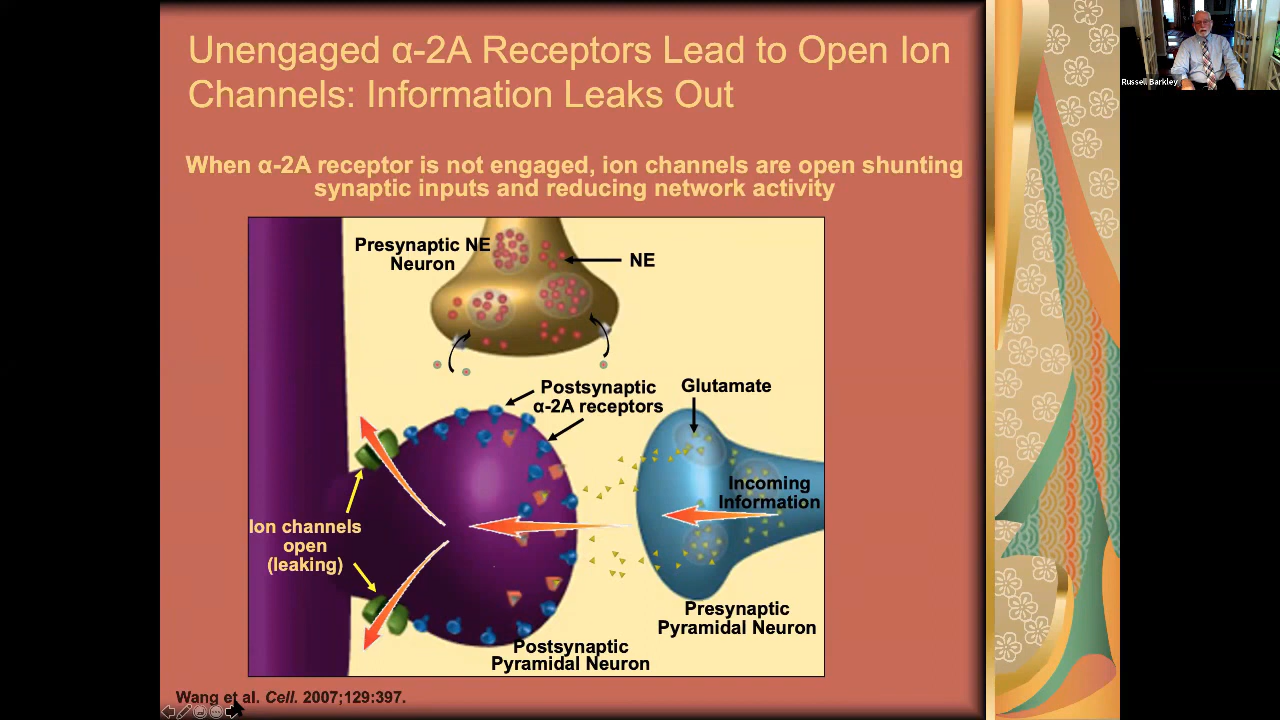 Unengaged α-2A Receptors Lead to Open Ion
Channels: Information Leaks Out
Russell Barkley
When α-2A receptor is not engaged, ion channels are open shunting
synaptic inputs and reducing network activity
Presynaptic NE
Neuron
NE
Postsynaptic
α-2A receptors
Glutamate
Incoming
Information
Ion channels
open
(leaking)
Presynaptic
Pyramidal Neuron
Postsynaptic
Pyramidal Neuron
Wang et al. Cell. 2007;129:397.